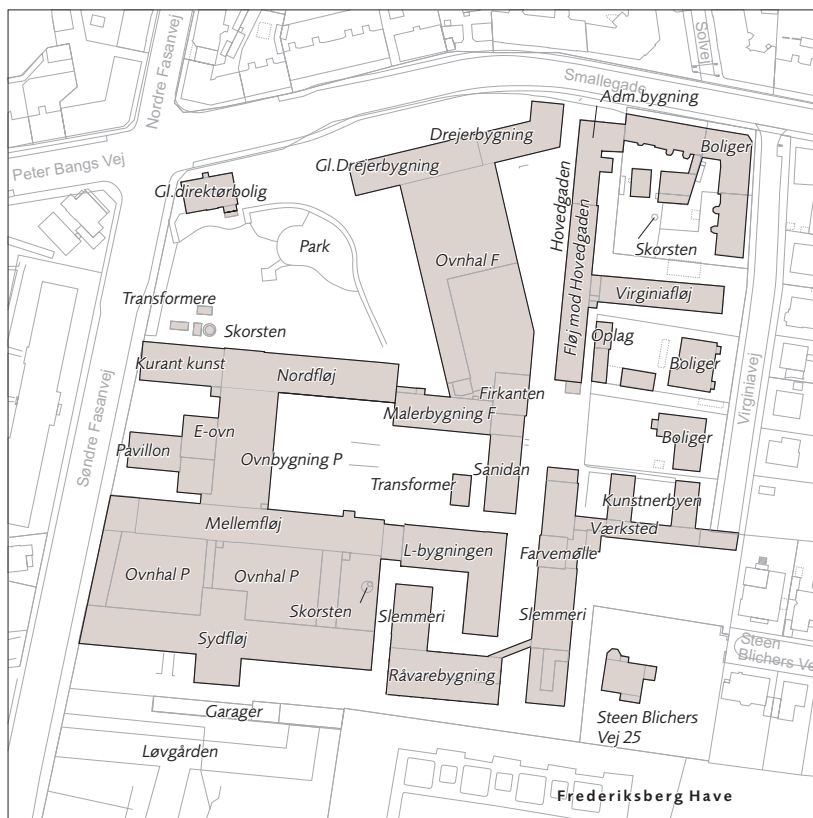 Nordre Fasanvej
Solvej
Smallegade
Adm.bygning
Drejerbygning
Boliger
Peter Bangs Vej
Gl.Drejerbygning
Gl.direktørbolig
Hovedgaden
Park
Skorsten
Ovnhal F
Fløj mod Hovedgaden
Virginiafløj
Transformere
Skorsten
Oplag
Kurant kunst
Nordfløj
Boliger
Firkanten
Virginiavej
Malerbygning F
E-ovn
Boliger
Søndre Fasanvej
Pavillon
Ovnbygning P
Sanidan
Transformer
Kunstnerbyen
Mellemfløj
Værksted
L-bygningen
Farvemølle
Ovnhal P
Ovnhal P
Skorsten
Slemmeri
Slemmeri
Sydfløj
Steen
Blichers Ve
Råvarebygning
Garager
Steen Blichers
Vej 25
Løvgården
Frederiksberg Have